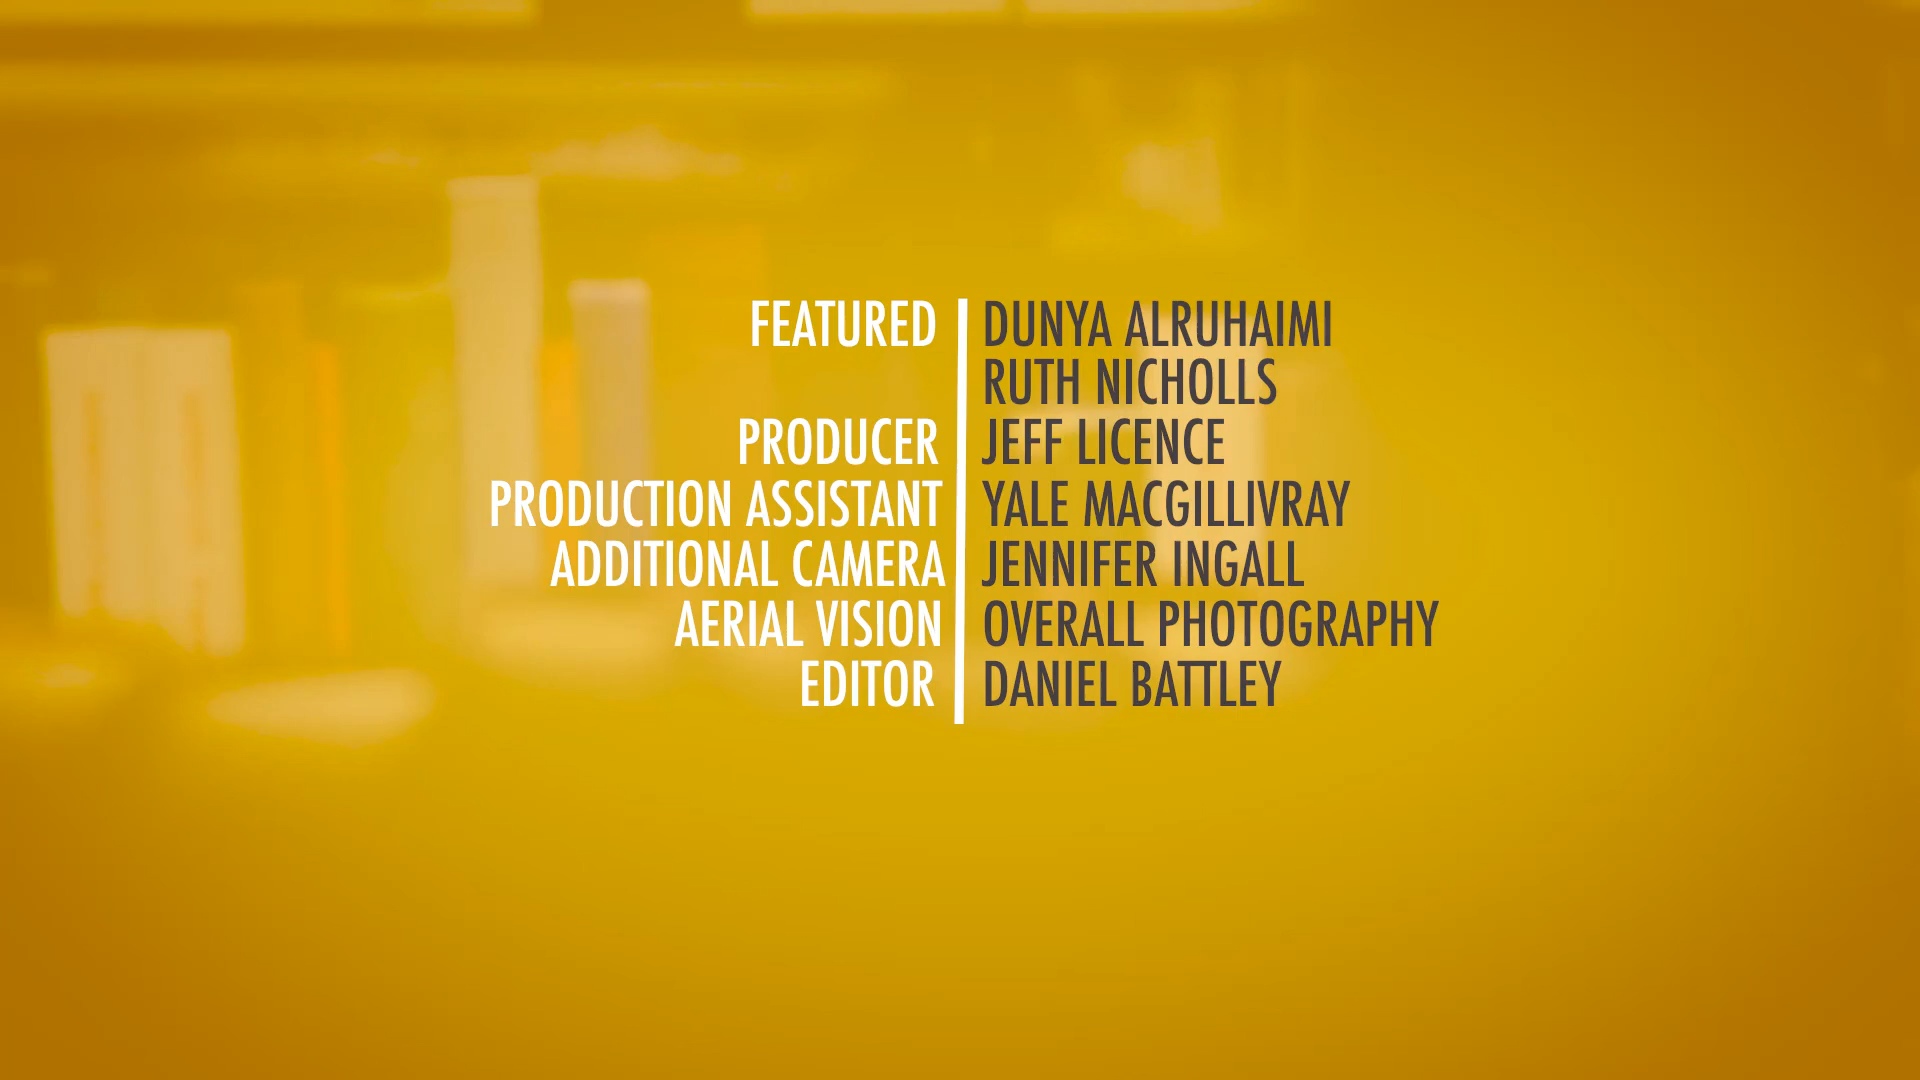 FEATURED DUNYA ALRUHAIMI
RUTH NICHOLLS
PRODUCER JEFF LICENCE
PRODUCTION ASSISTANT YALE MACGILLIVRAY
ADDITIONAL CAMERA JENNIFER INGALL
AERIAL VISION OVERALL PHOTOGRAPHY
EDITOR DANIEL BATTLEY